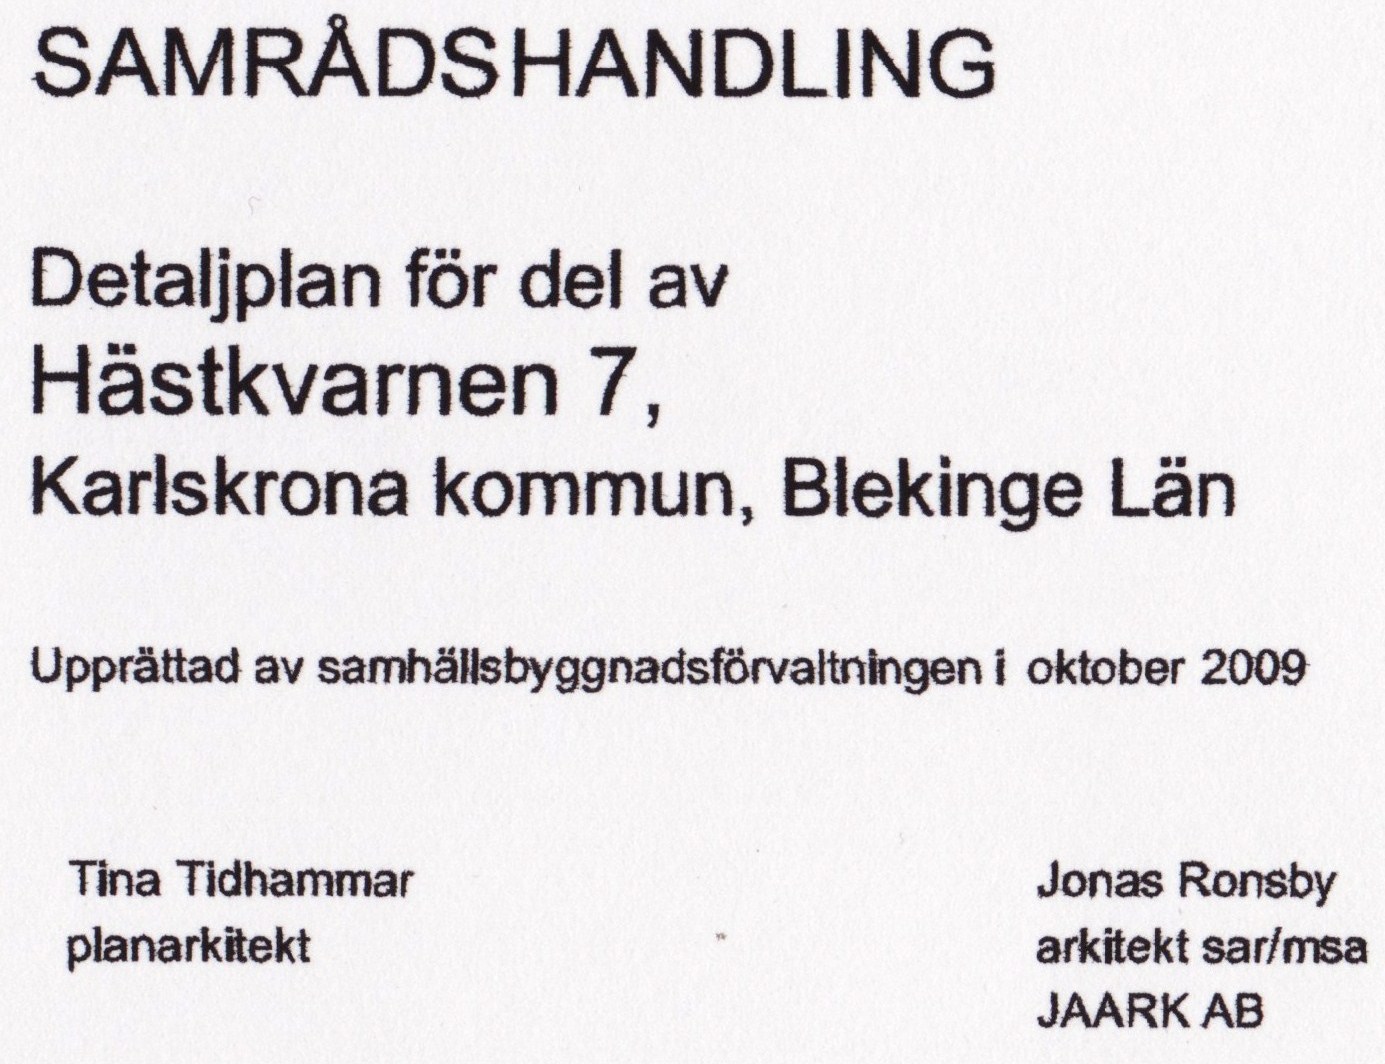 SAMRÅDSHANDLING
Detaljplan för del av
Hästkvarnen 7,
Karlskrona kommun, Blekinge Län
Upprättad av samhällsbyggnadsförvaltningen i oktober 2009
Tina Tidhammar
planarkitekt
Jonas Ronsby
arkitekt sar/msa
JAARK AB